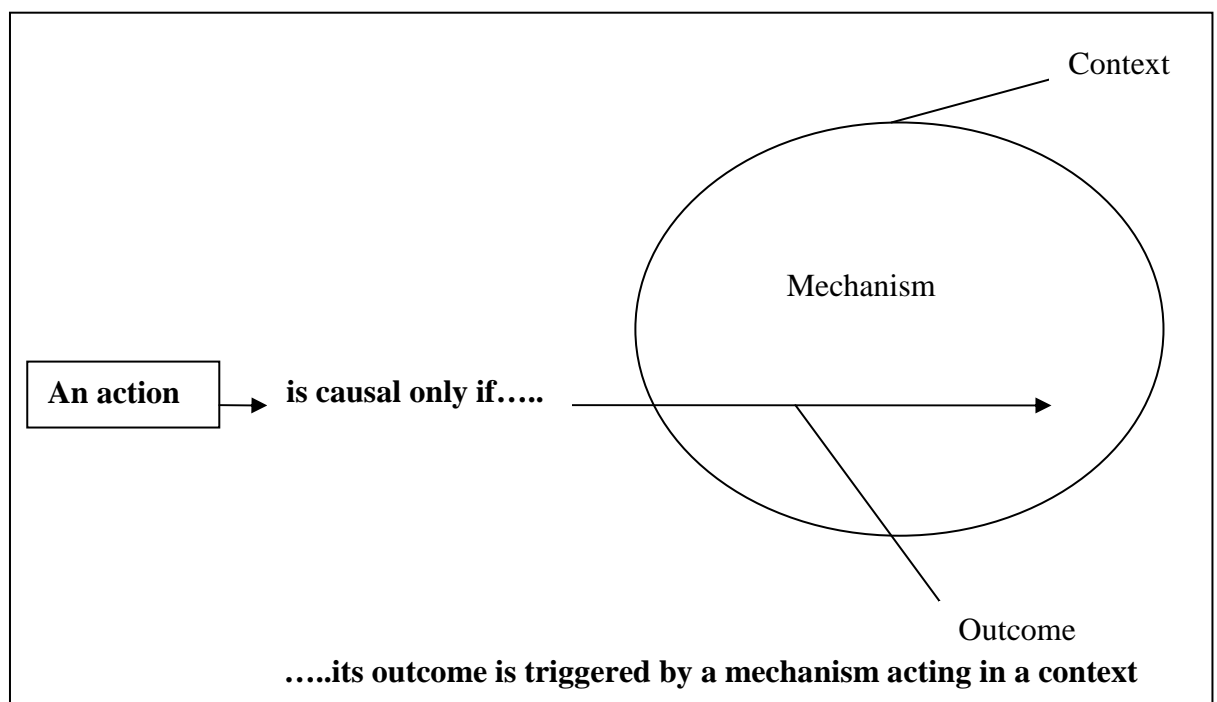 Context
Mechanism
An action
is causal only if…..
Outcome
…..its outcome is triggered by a mechanism acting in a context